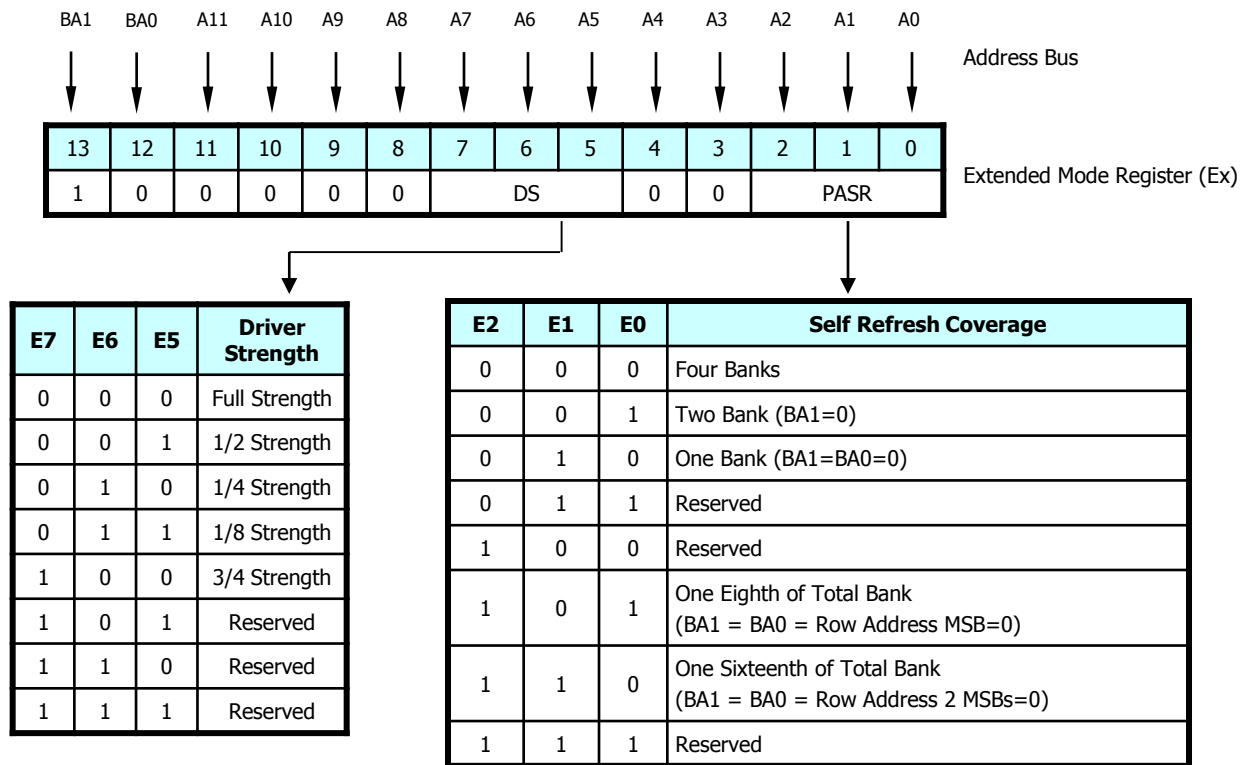 BA1 BA0 A11 A10 A9 A8 A7 A6 A5 A4 A3 A2 A1 A0
Address Bus
13 12 11 10 9 8 7 6 5 4 3 2 1 0
1 0 0 0 0 0 DS 0 0 PASR
Extended Mode Register (Ex)
E7 E6 E5 Driver Strength
0 0 0 Full Strength
0 0 1 1/2 Strength
0 1 0 1/4 Strength
0 1 1 1/8 Strength
1 0 0 3/4 Strength
1 0 1 Reserved
1 1 0 Reserved
1 1 1 Reserved
E2 E1 E0 Self Refresh Coverage
0 0 0 Four Banks
0 0 1 Two Bank (BA1=0)
0 1 0 One Bank (BA1=BA0=0)
0 1 1 Reserved
1 0 0 Reserved
1 0 1 One Eighth of Total Bank
(BA1 = BA0 = Row Address MSB=0)
1 1 0 One Sixteenth of Total Bank
(BA1 = BA0 = Row Address 2 MSBs=0)
1 1 1 Reserved